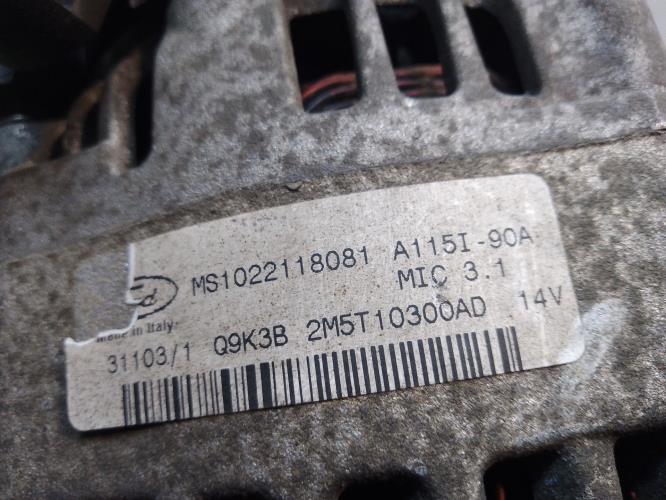 MS1022118081 A115I-90A
MIC 3.1
Made in Italy.
31103/1 Q9K3B 2M5T10300AD 14V